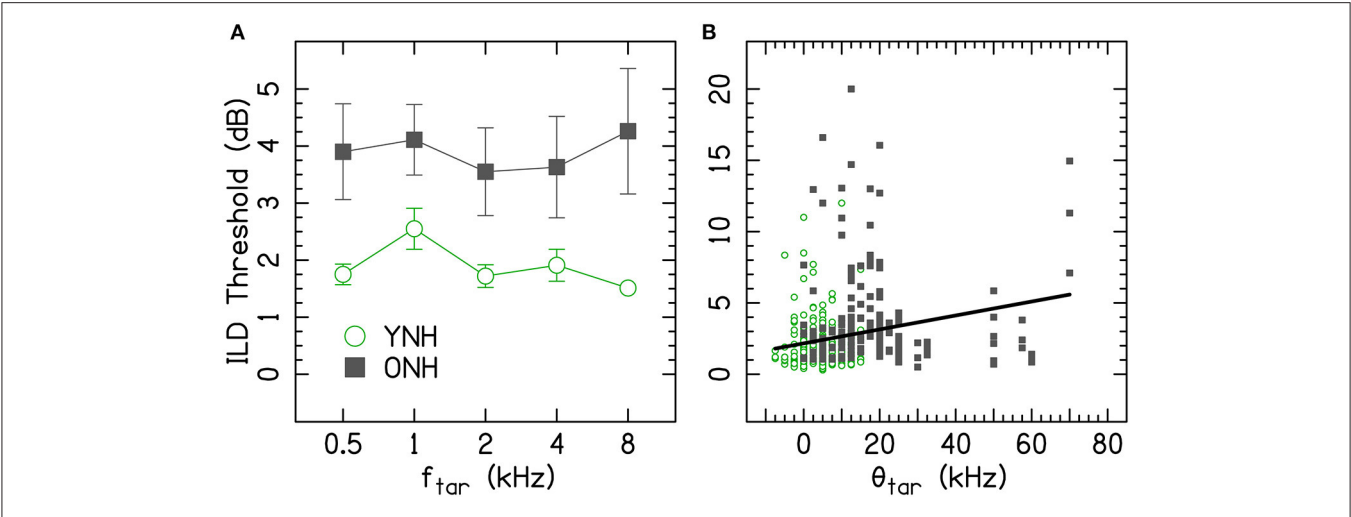 A
B
ILD Threshold (dB)
5
4
3
2
1
0
YNH
ONH
0.5 1 2 4 8
f_tar (kHz)
20
15
10
5
0
0 20 40 60 80
θ_tar (kHz)